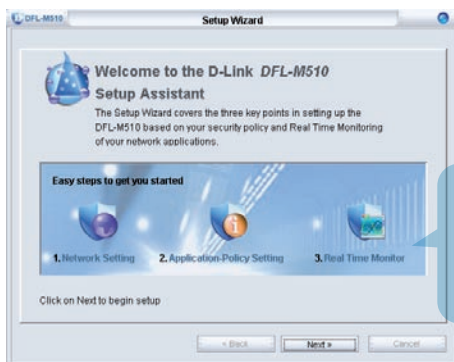 DFL-M510
Setup Wizard
Welcome to the D-Link DFL-M510
Setup Assistant
The Setup Wizard covers the three key points in setting up the
DFL-M510 based on your security policy and Real Time Monitoring
of your network applications.
Easy steps to get you started
1. Network Setting 2. Application-Policy Setting 3. Real Time Monitor
Click on Next to begin setup
< Back Next > Cancel